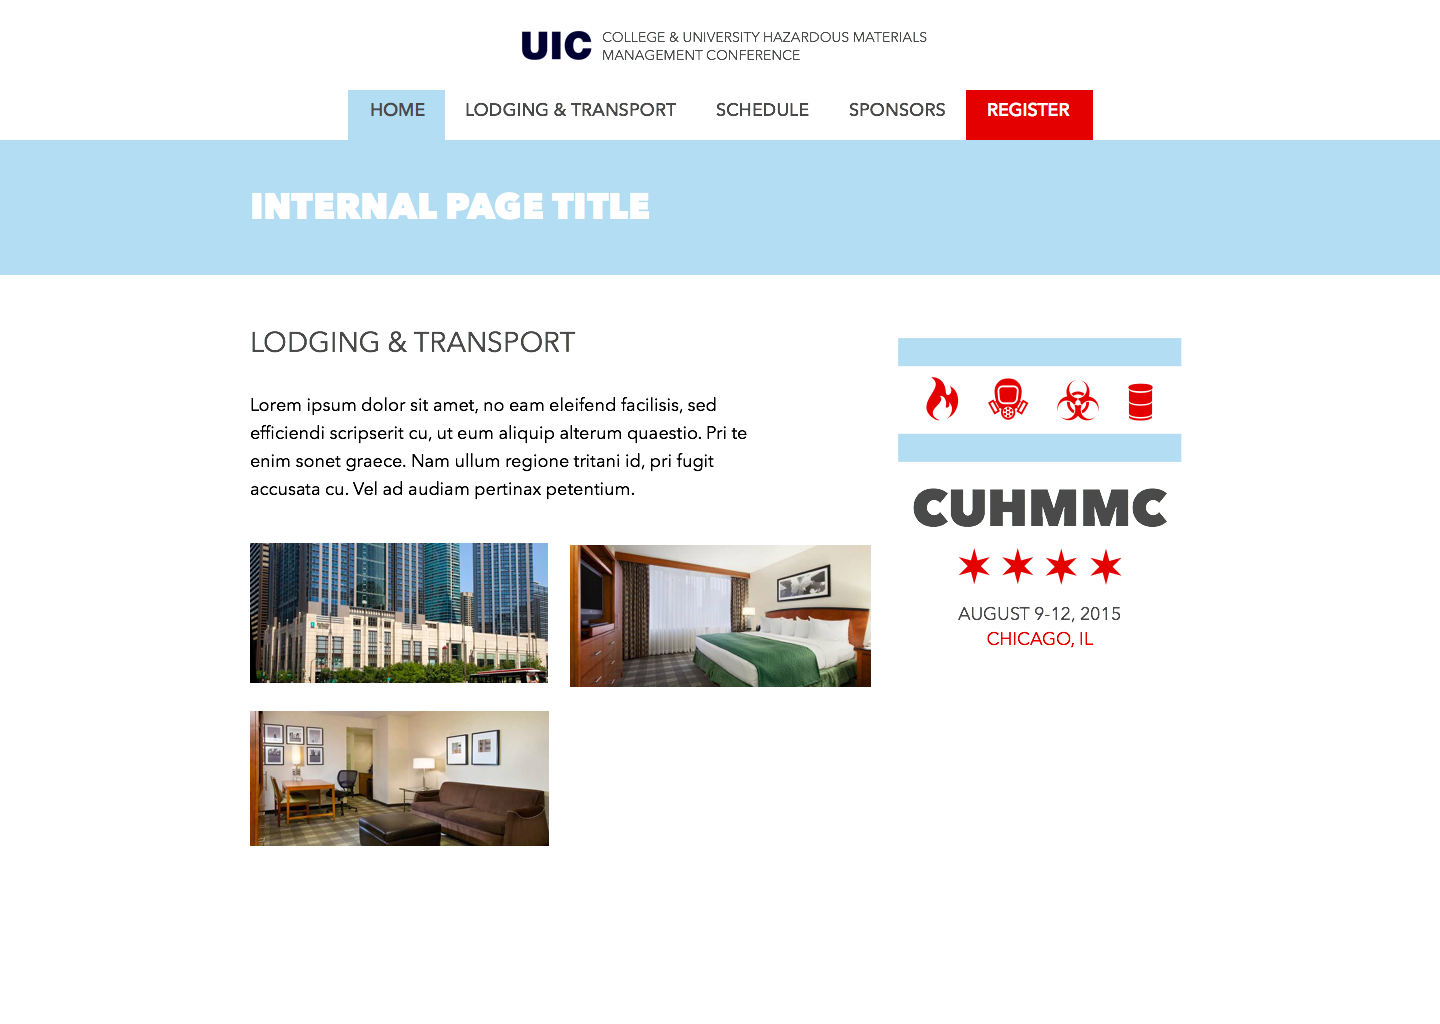 UIC
COLLEGE & UNIVERSITY HAZARDOUS MATERIALS
MANAGEMENT CONFERENCE
HOME
LODGING & TRANSPORT
SCHEDULE
SPONSORS
REGISTER
INTERNAL PAGE TITLE
LODGING & TRANSPORT
Lorem ipsum dolor sit amet, no eam eleifend facilisis, sed
efficiendi scripserit cu, ut eum aliquip alterum quaestio. Pri te
enim sonet graece. Nam ullum regione tritani id, pri fugit
accusata cu. Vel ad audiam pertinax petentium.
CUHMMC
AUGUST 9-12, 2015
CHICAGO, IL